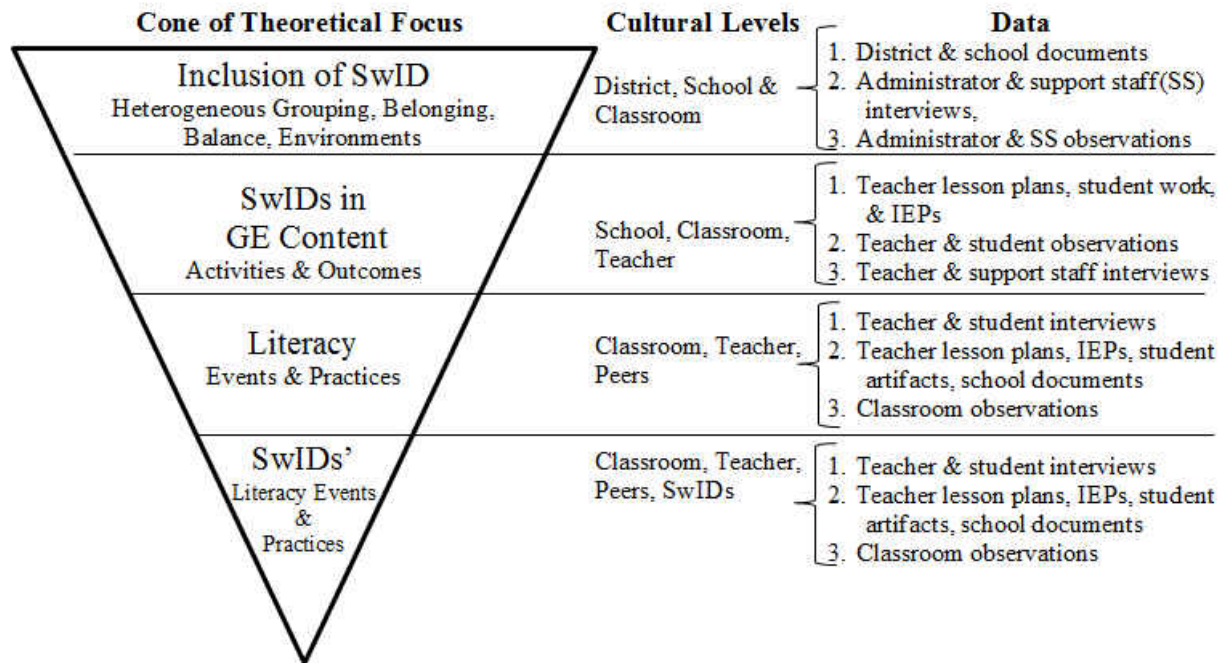 Cone of Theoretical Focus
Cultural Levels
Data
Inclusion of SwID
Heterogeneous Grouping, Belonging,
Balance, Environments
District, School &
Classroom
1. District & school documents
2. Administrator & support staff(SS)
interviews,
3. Administrator & SS observations
SwIDs in
GE Content
Activities & Outcomes
School, Classroom,
Teacher
1. Teacher lesson plans, student work,
& IEPs
2. Teacher & student observations
3. Teacher & support staff interviews
Literacy
Events & Practices
Classroom, Teacher,
Peers
1. Teacher & student interviews
2. Teacher lesson plans, IEPs, student
artifacts, school documents
3. Classroom observations
SwIDs’
Literacy Events
&
Practices
Classroom, Teacher,
Peers, SwIDs
1. Teacher & student interviews
2. Teacher lesson plans, IEPs, student
artifacts, school documents
3. Classroom observations